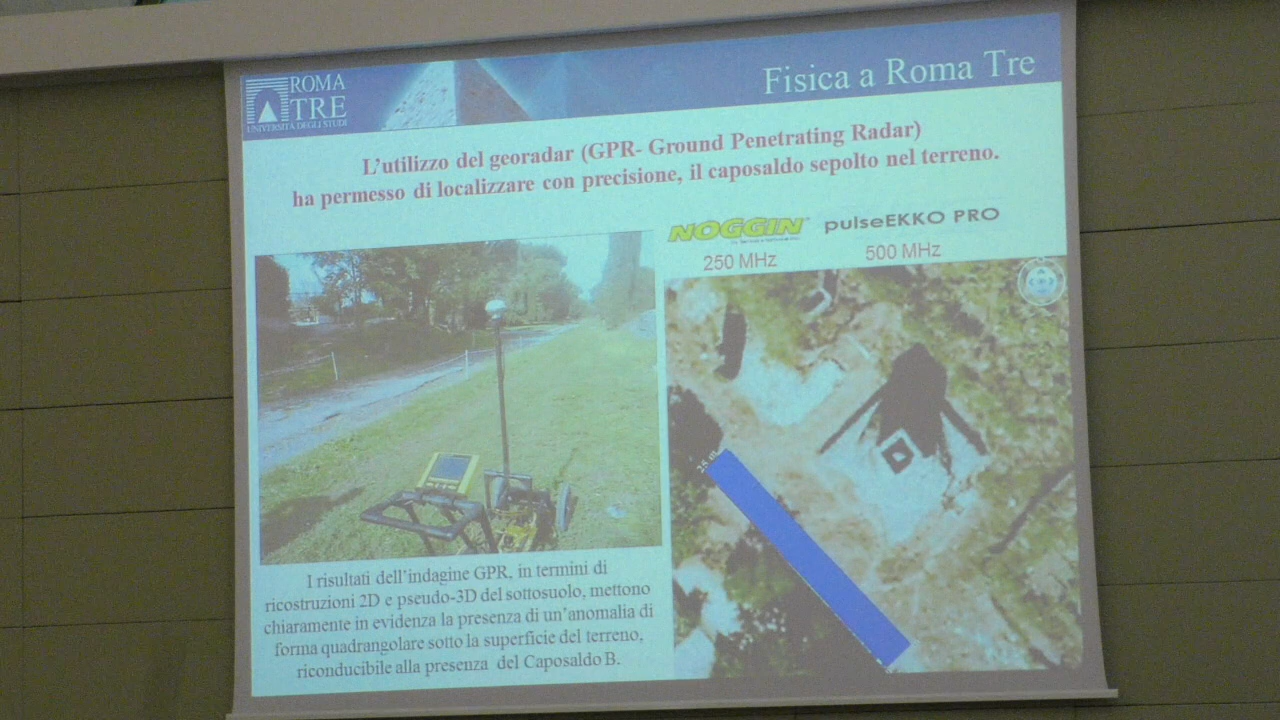 ROMA
TRE
UNIVERSITÀ DEGLI STUDI
Fisica a Roma Tre
L'utilizzo del georadar (GPR- Ground Penetrating Radar)
ha permesso di localizzare con precisione, il caposaldo sepolto nel terreno.
NOGGIN
pulseEKKO PRO
250 MHz
500 MHz
25 m
I risultati dell'indagine GPR, in termini di
ricostruzioni 2D e pseudo-3D del sottosuolo, mettono
chiaramente in evidenza la presenza di un'anomalia di
forma quadrangolare sotto la superficie del terreno,
riconducibile alla presenza del Caposaldo B.